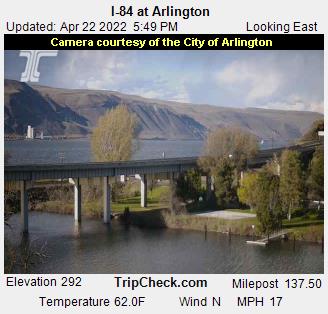 I-84 at Arlington
Updated: Apr 22 2022 5:49 PM Looking East
Camera courtesy of the City of Arlington
Elevation 292 TripCheck.com Milepost 137.50
Temperature 62.0F Wind N MPH 17